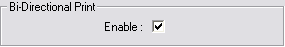 Bi-Directional Print
Enable :